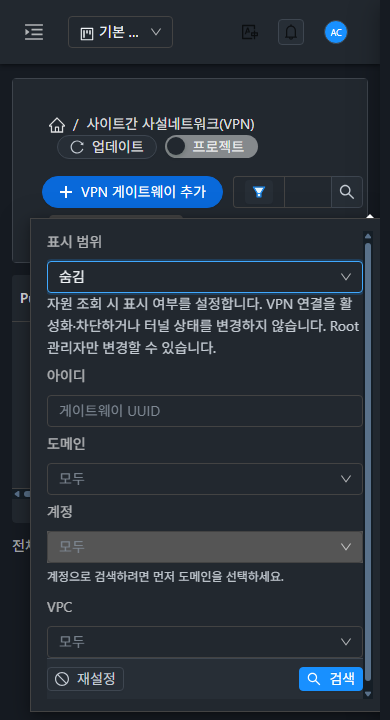 기본 ...
AC
/ 사이트간 사설네트워크(VPN)
업데이트
프로젝트
VPN 게이트웨이 추가
표시 범위
숨김
자원 조회 시 표시 여부를 설정합니다. VPN 연결을 활
성화·차단하거나 터널 상태를 변경하지 않습니다. Root
관리자만 변경할 수 있습니다.
아이디
게이트웨이 UUID
도메인
모두
계정
모두
계정으로 검색하려면 먼저 도메인을 선택하세요.
VPC
모두
재설정
검색